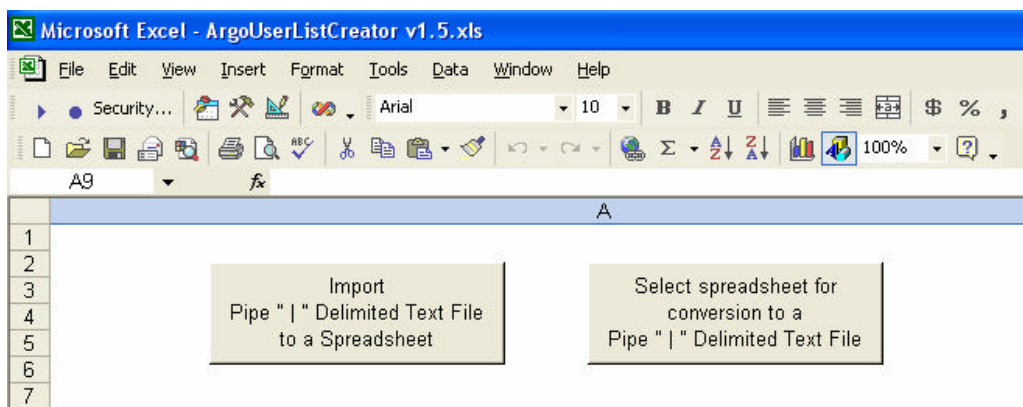 Microsoft Excel - ArgoUserListCreator v1.5.xls
File Edit View Insert Format Tools Data Window Help
Security... Arial 10 B I U $ % ,
ABC Σ A Z Z A 100% ?
A9 fx
A
1
2
3
4
5
6
7
Import
Pipe " | " Delimited Text File
to a Spreadsheet
Select spreadsheet for
conversion to a
Pipe " | " Delimited Text File